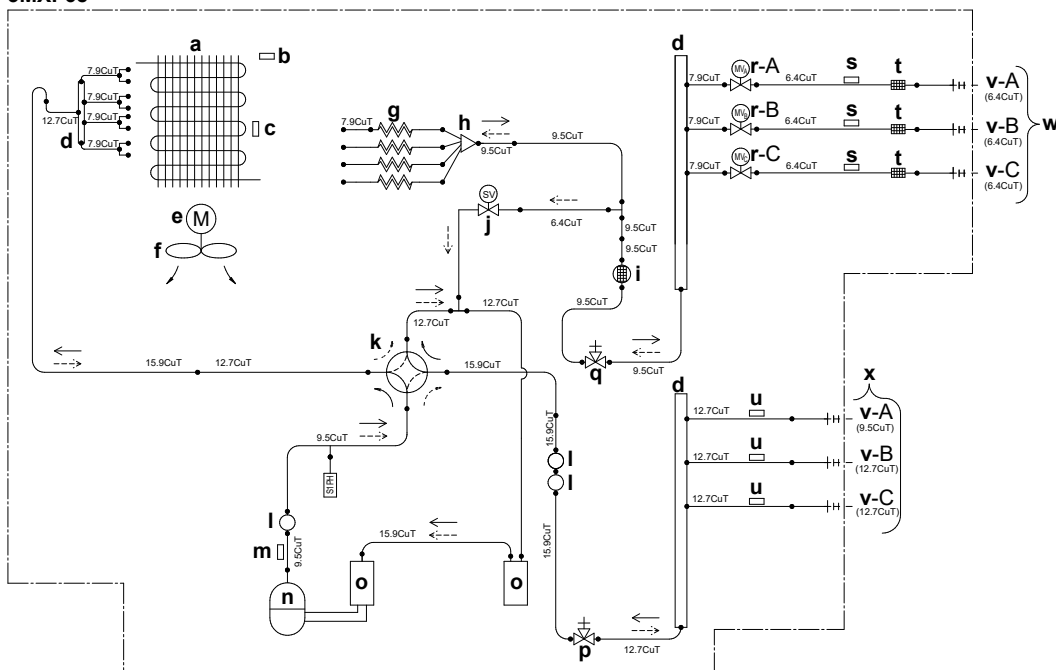 a
b
7.9CuT
7.9CuT
7.9CuT
7.9CuT
12.7CuT
d
c
e M
f
7.9CuT
g
h
9.5CuT
9.5CuT
SV
j
6.4CuT
9.5CuT
9.5CuT
i
9.5CuT
q
9.5CuT
d
7.9CuT
r-A
6.4CuT
s
t
v-A
(6.4CuT)
7.9CuT
r-B
6.4CuT
s
t
v-B
(6.4CuT)
7.9CuT
r-C
6.4CuT
s
t
v-C
(6.4CuT)
w
12.7CuT
12.7CuT
k
15.9CuT
12.7CuT
15.9CuT
9.5CuT
S1PH
l
m
9.5CuT
n
o
15.9CuT
o
15.9CuT
l
l
15.9CuT
p
12.7CuT
d
12.7CuT
u
x
v-A
(9.5CuT)
12.7CuT
u
v-B
(12.7CuT)
12.7CuT
u
v-C
(12.7CuT)